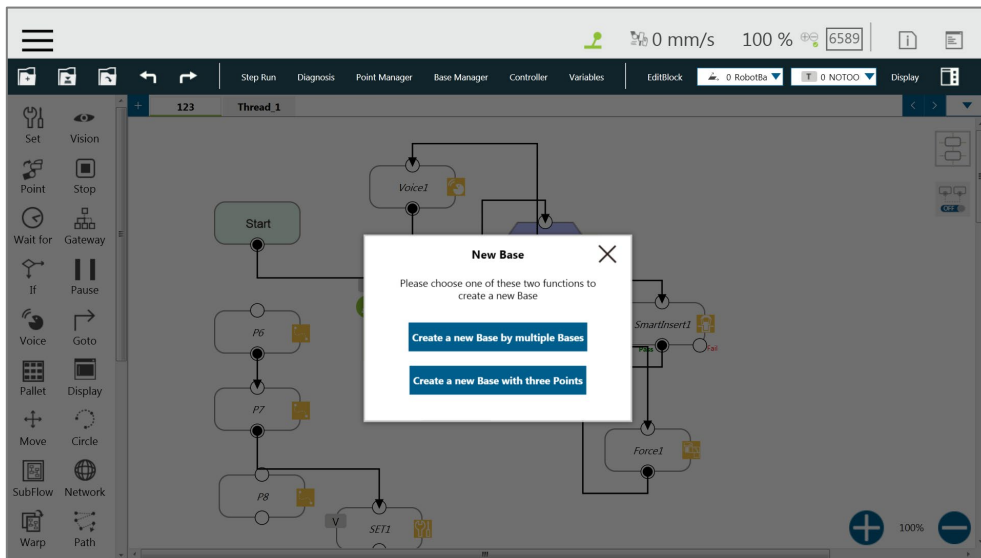 0 mm/s 100 % 6589
Step Run Diagnosis Point Manager Base Manager Controller Variables EditBlock 0 RobotBa T 0 NOTOO Display
+ 123 Thread_1
Set Vision
Point Stop
Wait for Gateway
If Pause
Voice Goto
Pallet Display
Move Circle
SubFlow Network
Warp Path
Voice1
Start
New Base
Please choose one of these two functions to
create a new Base
Create a new Base by multiple Bases
Create a new Base with three Points
P6
P7
P8
V SET1
SmartInsert1
Pass Fail
Force1
OFF
100%